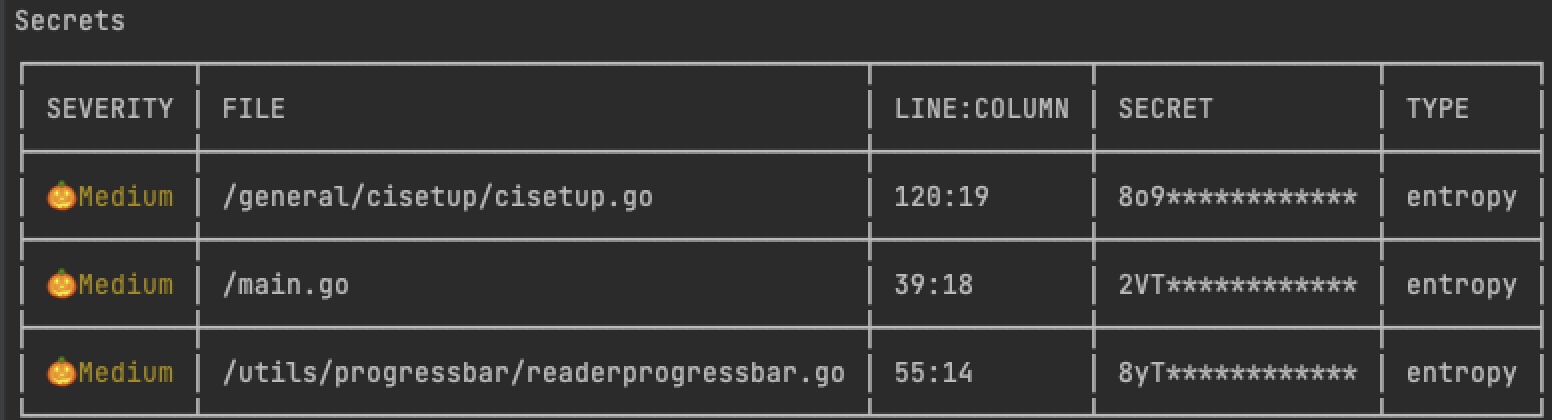 Secrets
SEVERITY FILE LINE:COLUMN SECRET TYPE
🎃Medium /general/cisetup/cisetup.go 120:19 8o9************ entropy
🎃Medium /main.go 39:18 2VT************ entropy
🎃Medium /utils/progressbar/readerprogressbar.go 55:14 8yT************ entropy